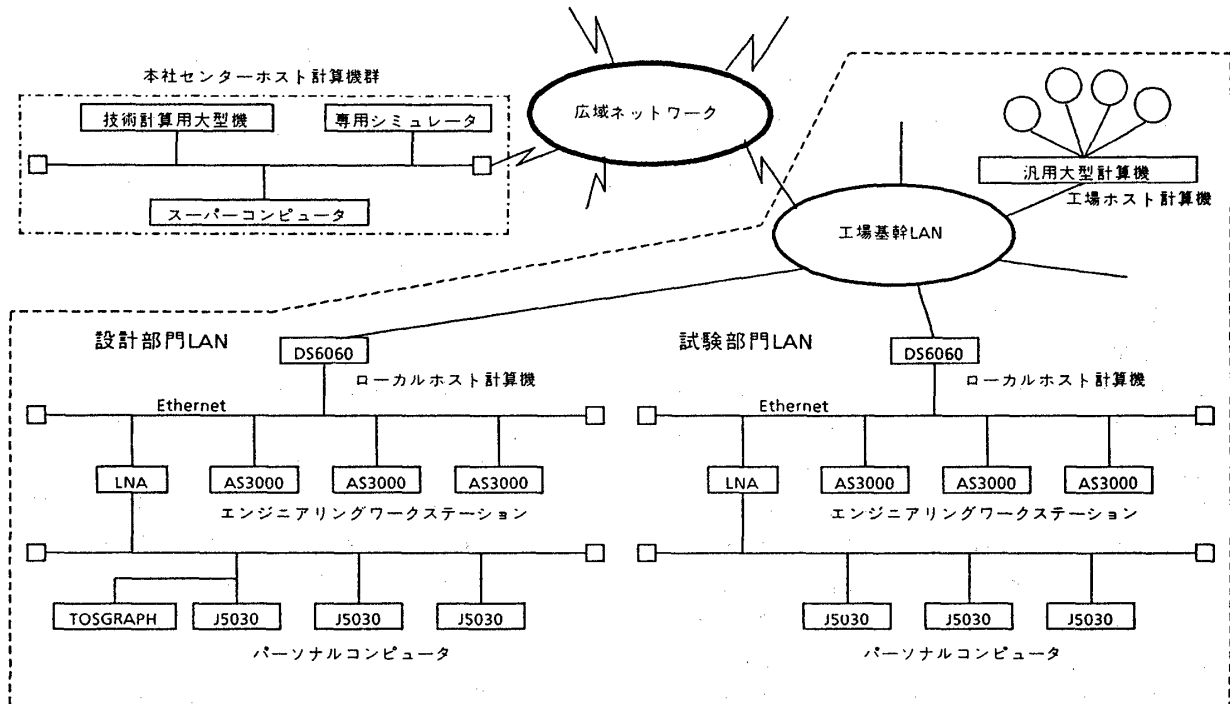 本社センターホスト計算機群
技術計算用大型機
専用シミュレータ
スーパーコンピュータ
広域ネットワーク
汎用大型計算機
工場ホスト計算機
工場基幹LAN
設計部門LAN
DS6060
ローカルホスト計算機
Ethernet
LNA
AS3000
AS3000
AS3000
エンジニアリングワークステーション
TOSGRAPH
J5030
J5030
J5030
パーソナルコンピュータ
試験部門LAN
DS6060
ローカルホスト計算機
Ethernet
LNA
AS3000
AS3000
AS3000
エンジニアリングワークステーション
J5030
J5030
J5030
パーソナルコンピュータ